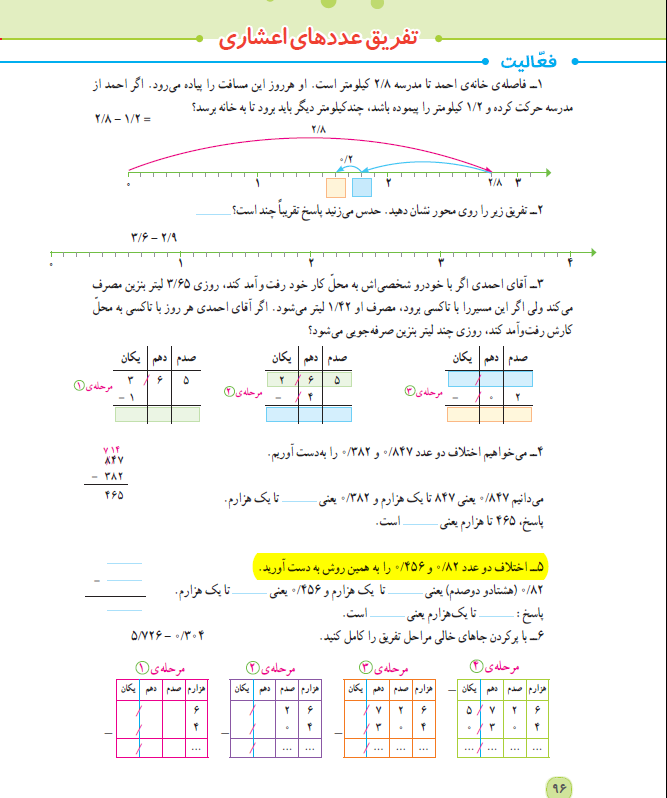 تفریق عددهای اعشاری
فعّالیت
۱ــ فاصله‌ی خانه‌ی احمد تا مدرسه ۲/۸ کیلومتر است. او هرروز این مسافت را پیاده می‌رود. اگر احمد از
مدرسه حرکت کرده و ۱/۲ کیلومتر را پیموده باشد، چندکیلومتر دیگر باید برود تا به خانه برسد؟
۲/۸ − ۱/۲ =
۲/۸
۰/۲
۰ ۱ ۲ ۲/۸ ۳
۲ــ تفریق زیر را روی محور نشان دهید. حدس می‌زنید پاسخ تقریباً چند است؟
۳/۶ − ۲/۹
۰ ۱ ۲ ۳ ۴
۳ــ آقای احمدی اگر با خودرو شخصی‌اش به محلّ کار خود رفت و آمد کند، روزی ۳/۶۵ لیتر بنزین مصرف
می‌کند ولی اگر این مسیررا با تاکسی برود، مصرف او ۱/۴۲ لیتر می‌شود. اگر آقای احمدی هر روز با تاکسی به محلّ
کارش رفت‌وآمد کند، روزی چند لیتر بنزین صرفه‌جویی می‌شود؟
یکان دهم صدم
۳ / ۶ ۵
− ۱
مرحله‌ی ۱
یکان دهم صدم
۲ / ۶ ۵
− ۴
مرحله‌ی ۲
یکان دهم صدم
/
− ۰ ۲
مرحله‌ی ۳
۴ــ می‌خواهیم اختلاف دو عدد ۰/۸۴۷ و ۰/۳۸۲ را به‌دست آوریم.
۷ ۱۴
۸۴۷
− ۳۸۲
۴۶۵
می‌دانیم ۰/۸۴۷ یعنی ۸۴۷ تا یک هزارم و ۰/۳۸۲ یعنی ______ تا یک هزارم.
پاسخ، ۴۶۵ تا هزارم یعنی ______ است.
۵ــ اختلاف دو عدد ۰/۸۲ و ۰/۴۵۶ را به همین روش به دست آورید.
−
۰/۸۲ (هشتادو دوصدم) یعنی ______ تا یک هزارم و ۰/۴۵۶ یعنی ______ تا یک هزارم.
پاسخ : ______ تا یک‌هزارم یعنی ______ است.
۶ــ با پرکردن جاهای خالی مراحل تفریق را کامل کنید. ۵/۷۲۶ − ۰/۳۰۴
مرحله‌ی ۱
یکان دهم صدم هزارم
/ ۶
− / ۴
/ ...
مرحله‌ی ۲
یکان دهم صدم هزارم
/ ۲ ۶
− / ۰ ۴
/ ... ...
مرحله‌ی ۳
یکان دهم صدم هزارم
/ ۷ ۲ ۶
− / ۳ ۰ ۴
/ ... ... ...
مرحله‌ی ۴
یکان دهم صدم هزارم
− ۵ / ۷ ۲ ۶
۰ / ۳ ۰ ۴
... / ... ... ...
۹۶